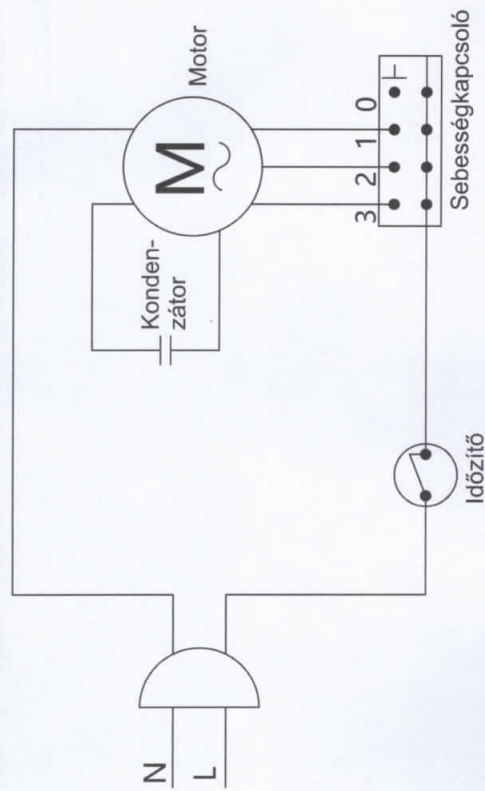 N
L
Konden-
zátor
M
Motor
3 2 1 0
Sebességkapcsoló
Időzítő